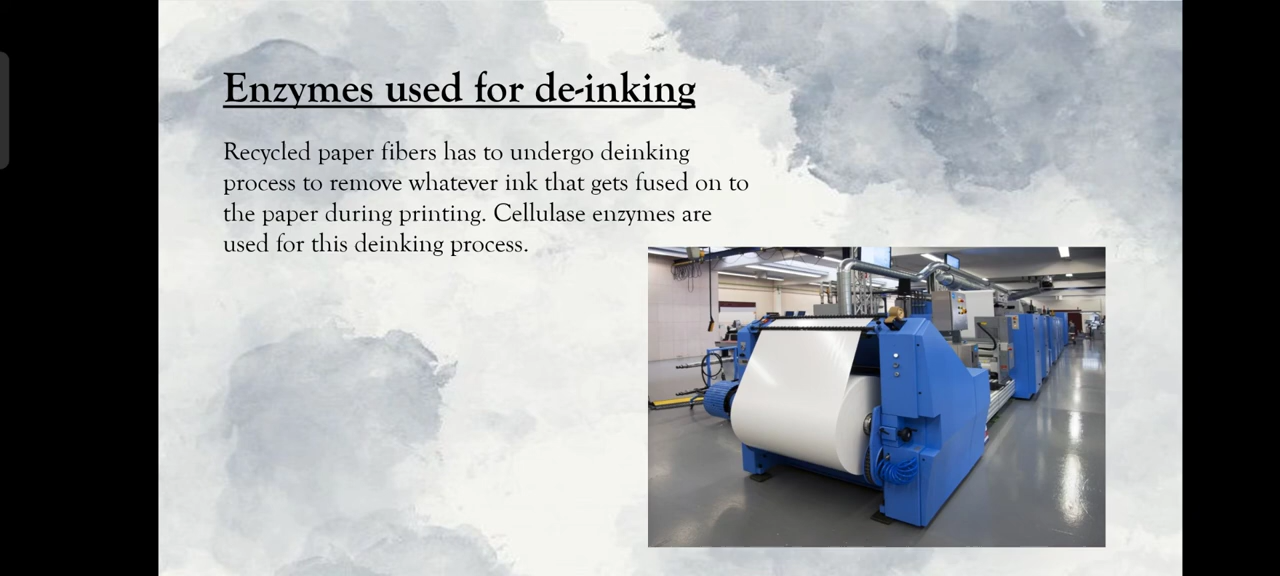 Enzymes used for de-inking
Recycled paper fibers has to undergo deinking
process to remove whatever ink that gets fused on to
the paper during printing. Cellulase enzymes are
used for this deinking process.